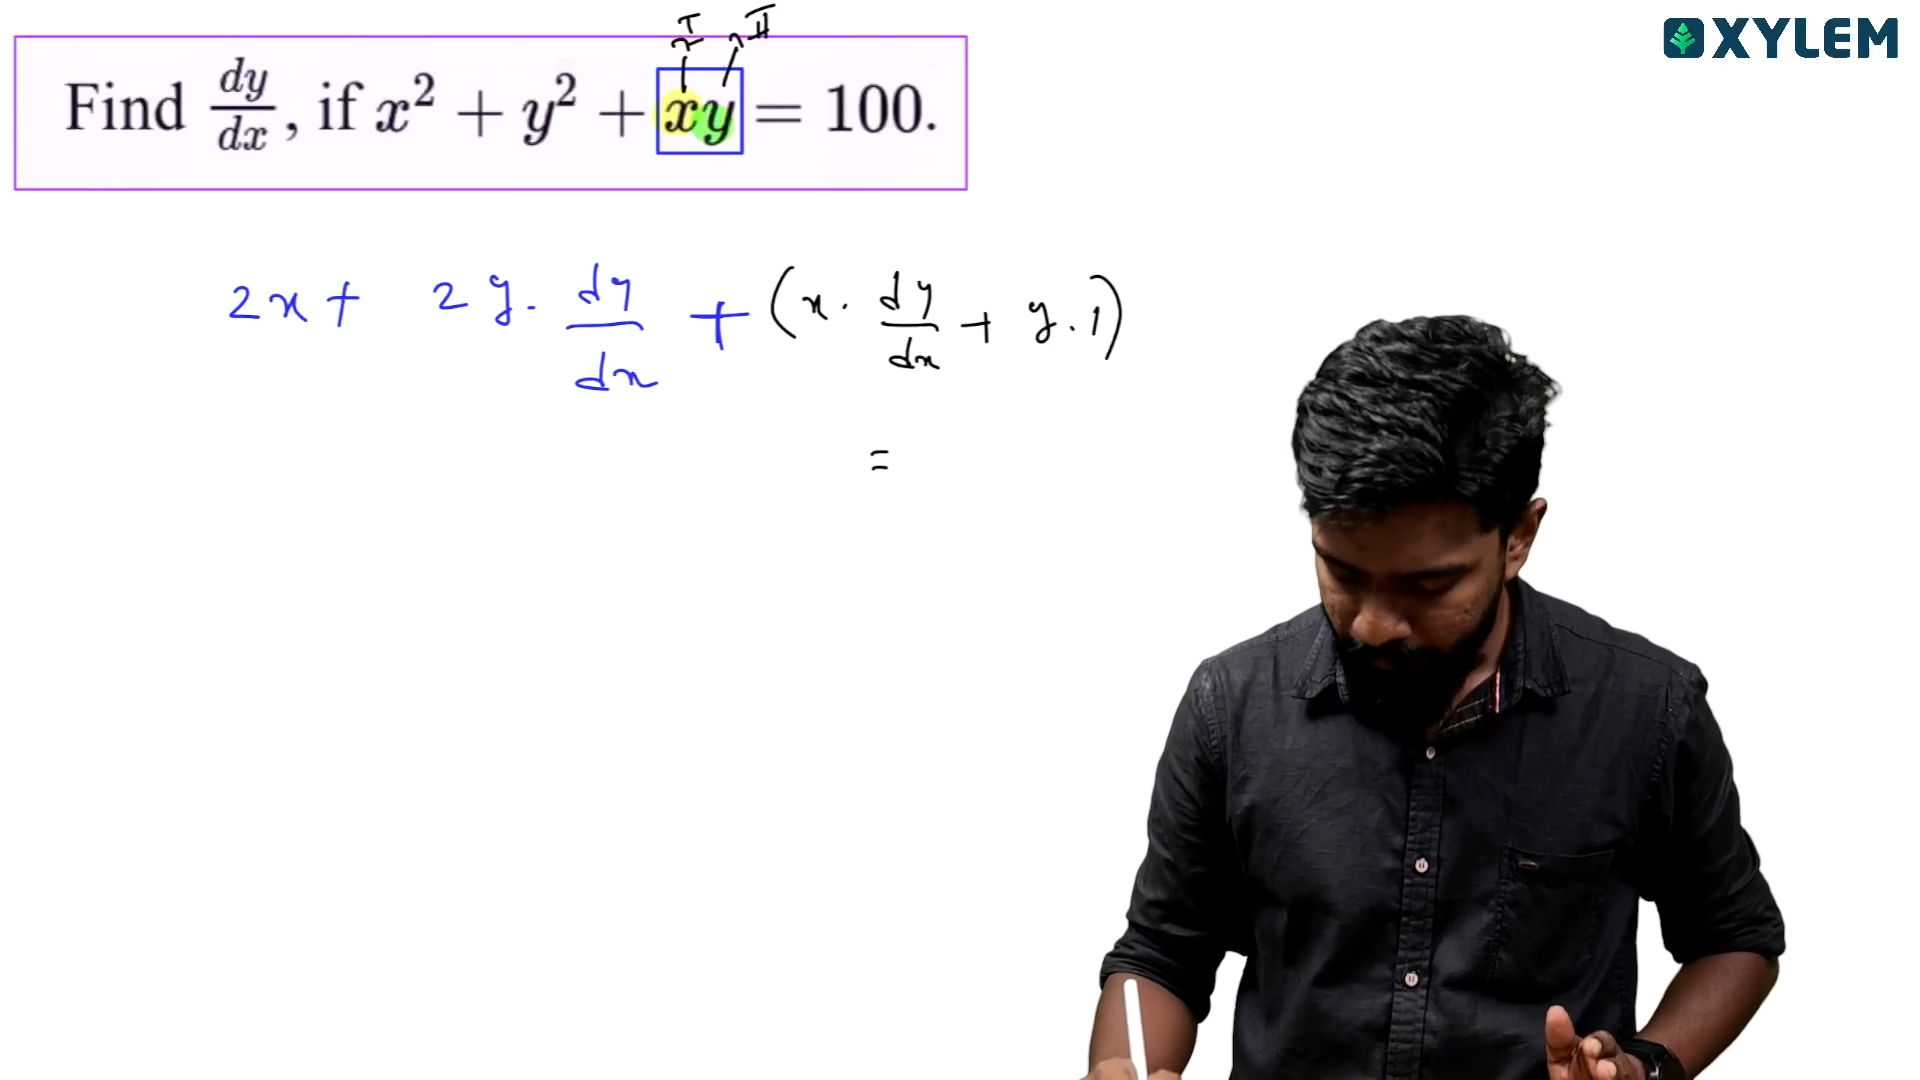 I II
XYLEM
Find dy/dx, if x² + y² + xy = 100.
2x + 2y. dy/dx + (x. dy/dx + y.1)
=